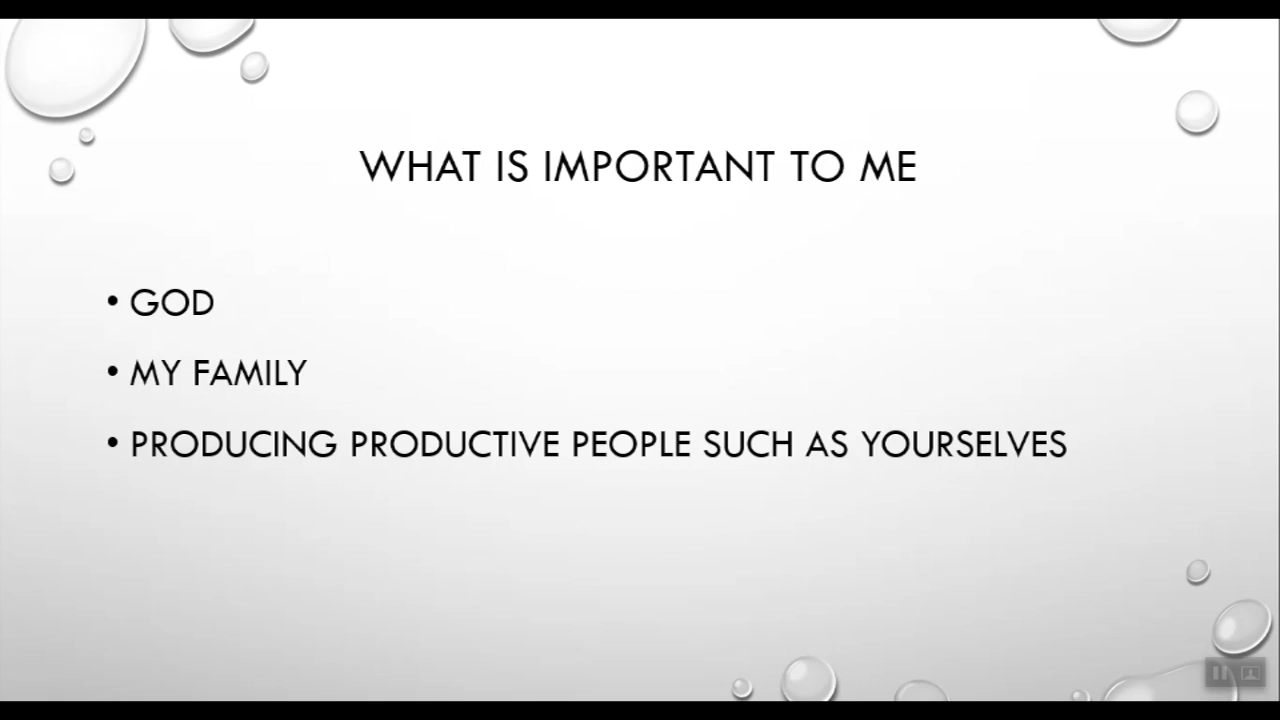 WHAT IS IMPORTANT TO ME
• GOD
• MY FAMILY
• PRODUCING PRODUCTIVE PEOPLE SUCH AS YOURSELVES